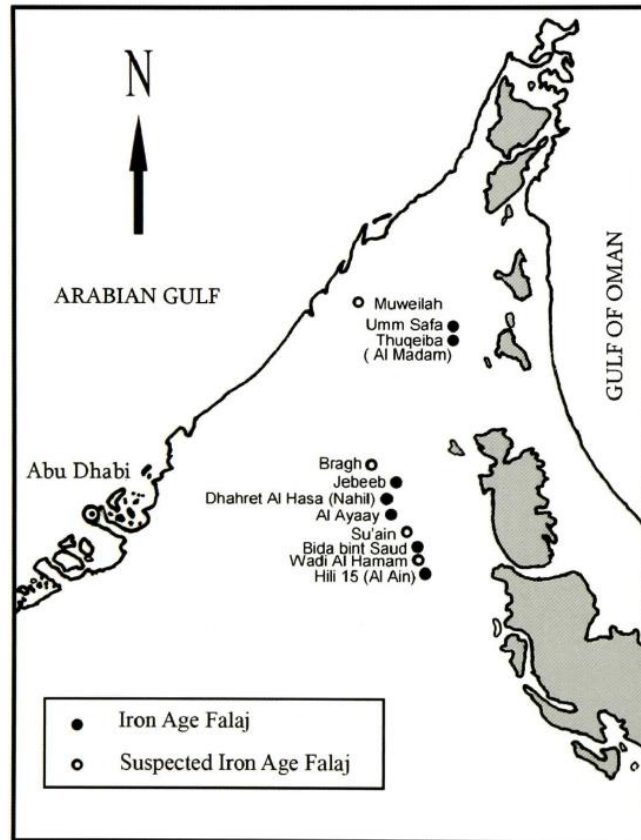 N
ARABIAN GULF
GULF OF OMAN
Muweilah
Umm Safa
Thuqeiba
( Al Madam)
Abu Dhabi
Bragh
Jebeeb
Dhahret Al Hasa (Nahil)
Al Ayaay
Su'ain
Bida bint Saud
Wadi Al Hamam
Hili 15 (Al Ain)
Iron Age Falaj
Suspected Iron Age Falaj